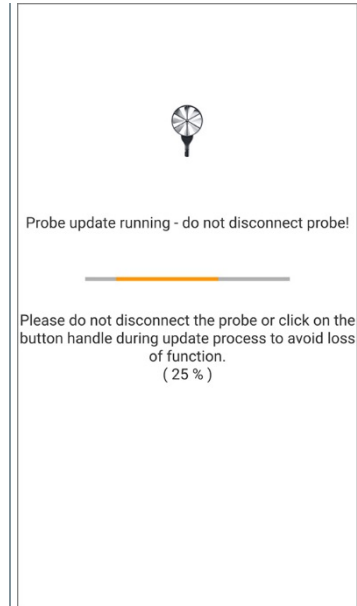 Probe update running - do not disconnect probe!
Please do not disconnect the probe or click on the
button handle during update process to avoid loss
of function.
( 25 % )